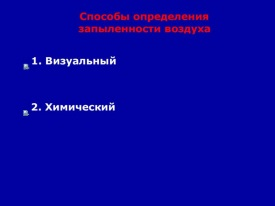 Способы определения
запыленности воздуха
1. Визуальный
2. Химический